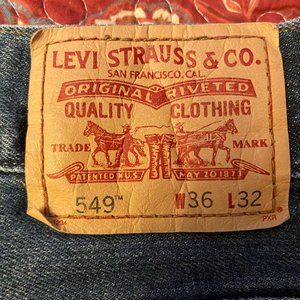 LEVI STRAUSS & CO.
SAN FRANCISCO, CAL.
ORIGINAL RIVETED
QUALITY CLOTHING
TRADE MARK
PATENTED IN U.S. MAY 20 1873
549™ W36 L32